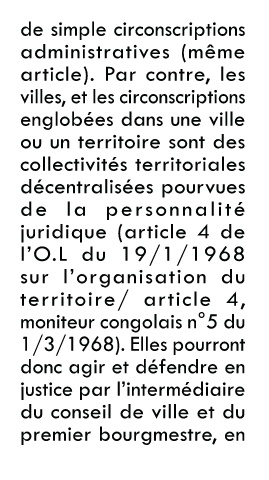 de simple circonscriptions
administratives (même
article). Par contre, les
villes, et les circonscriptions
englobées dans une ville
ou un territoire sont des
collectivités territoriales
décentralisées pourvues
de la personnalité
juridique (article 4 de
l'O.L du 19/1/1968
sur l'organisation du
territoire/ article 4,
moniteur congolais n°5 du
1/3/1968). Elles pourront
donc agir et défendre en
justice par l'intermédiaire
du conseil de ville et du
premier bourgmestre, en